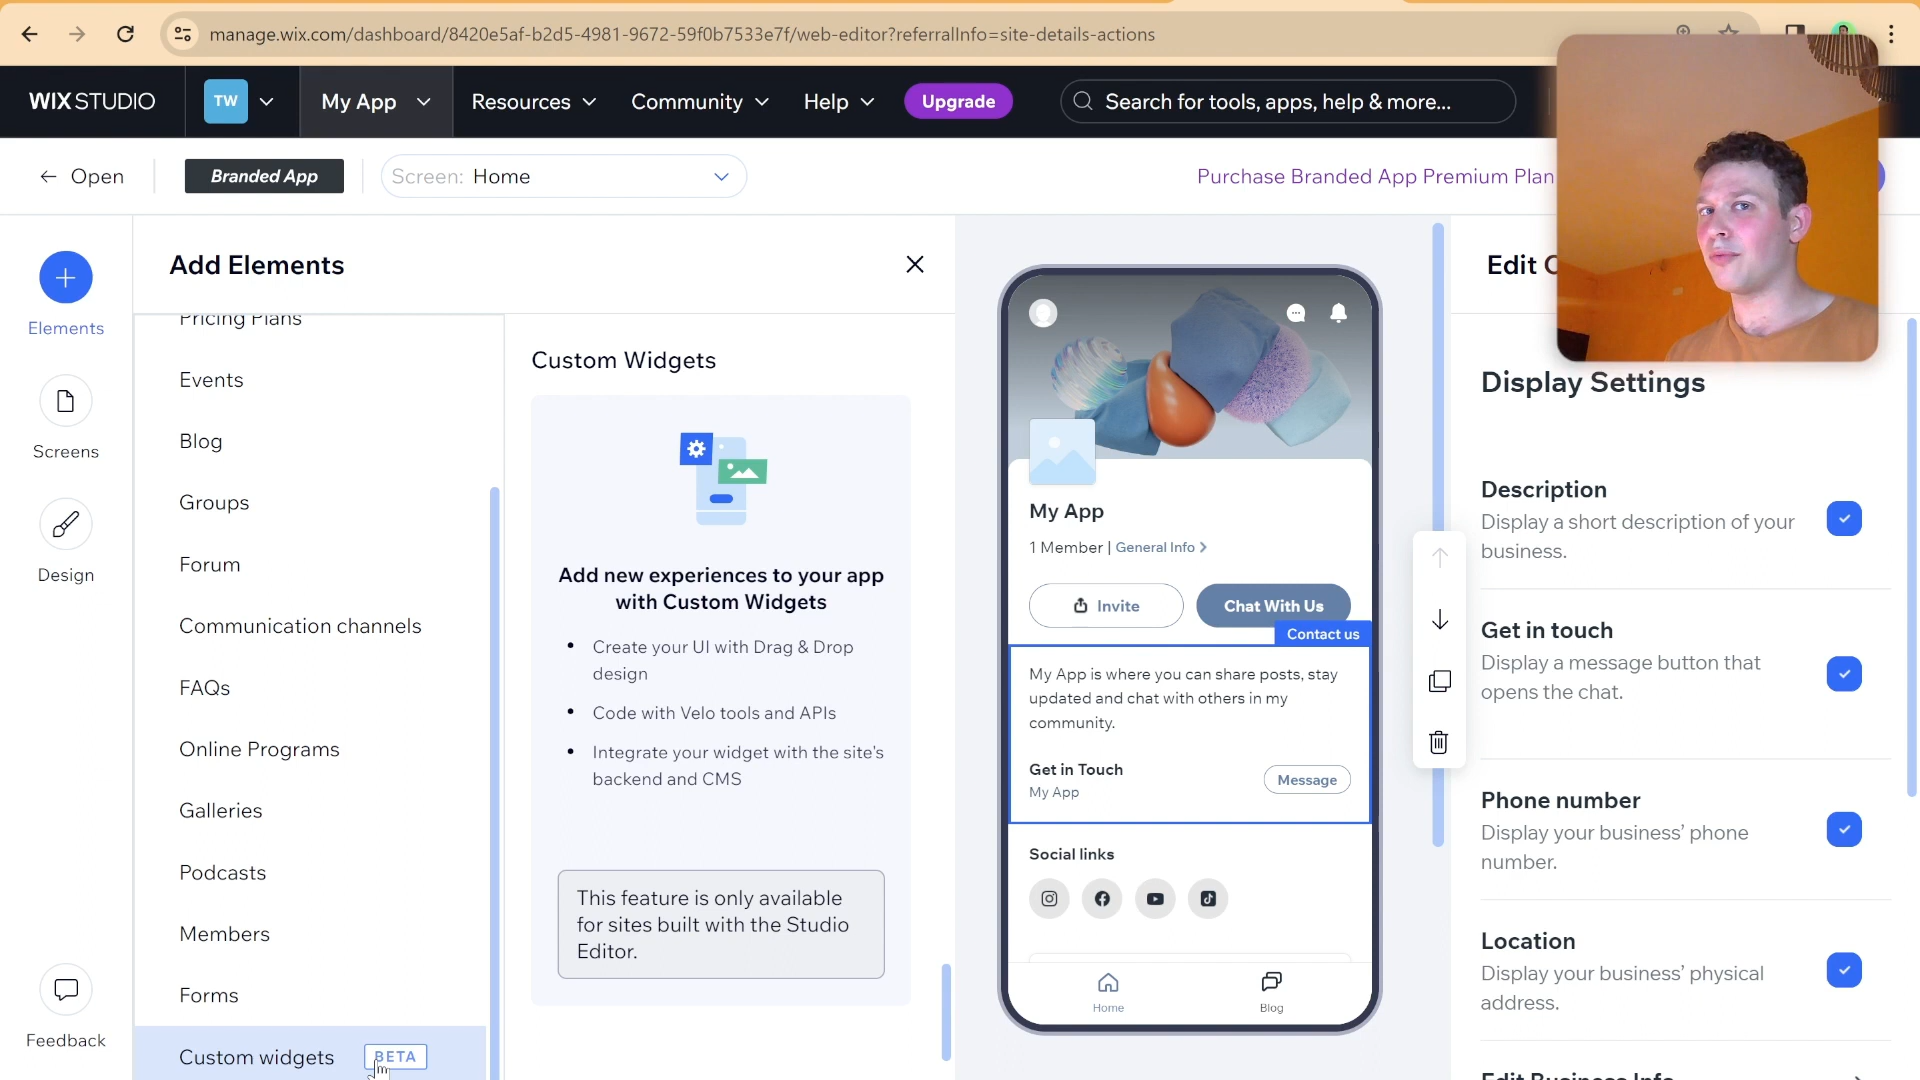 manage.wix.com/dashboard/8420e5af-b2d5-4981-9672-59f0b7533e7f/web-editor?referralInfo=site-details-actions
WIX STUDIO
TW
My App
Resources
Community
Help
Upgrade
Search for tools, apps, help & more...
Open
Branded App
Screen: Home
Purchase Branded App Premium Plan
Elements
Screens
Design
Feedback
Add Elements
Pricing Plans
Events
Blog
Groups
Forum
Communication channels
FAQs
Online Programs
Galleries
Podcasts
Members
Forms
Custom widgets BETA
Custom Widgets
Add new experiences to your app
with Custom Widgets
• Create your UI with Drag & Drop
design
• Code with Velo tools and APIs
• Integrate your widget with the site's
backend and CMS
This feature is only available
for sites built with the Studio
Editor.
My App
1 Member | General Info
Invite
Chat With Us
Contact us
My App is where you can share posts, stay
updated and chat with others in my
community.
Get in Touch
My App
Message
Social links
Home
Blog
Edit
Display Settings
Description
Display a short description of your
business.
Get in touch
Display a message button that
opens the chat.
Phone number
Display your business' phone
number.
Location
Display your business' physical
address.
Edit Business Info